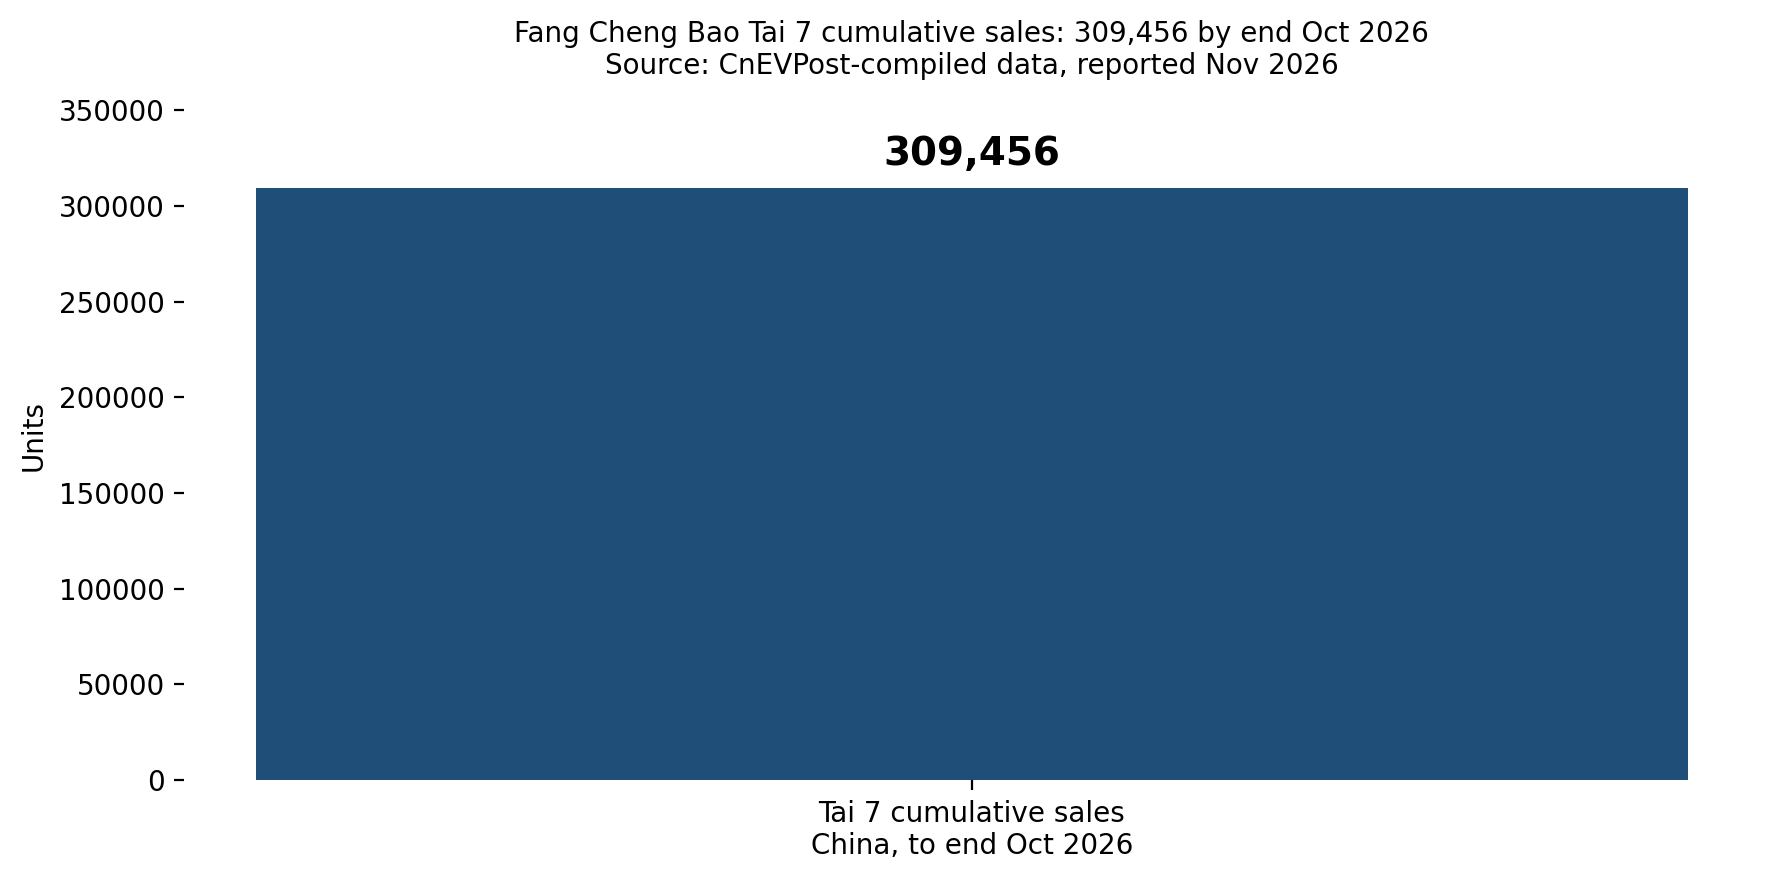 Fang Cheng Bao Tai 7 cumulative sales: 309,456 by end Oct 2026
Source: CnEVPost-compiled data, reported Nov 2026
350000
309,456
300000
250000
200000
Units
150000
100000
50000
0
Tai 7 cumulative sales
China, to end Oct 2026